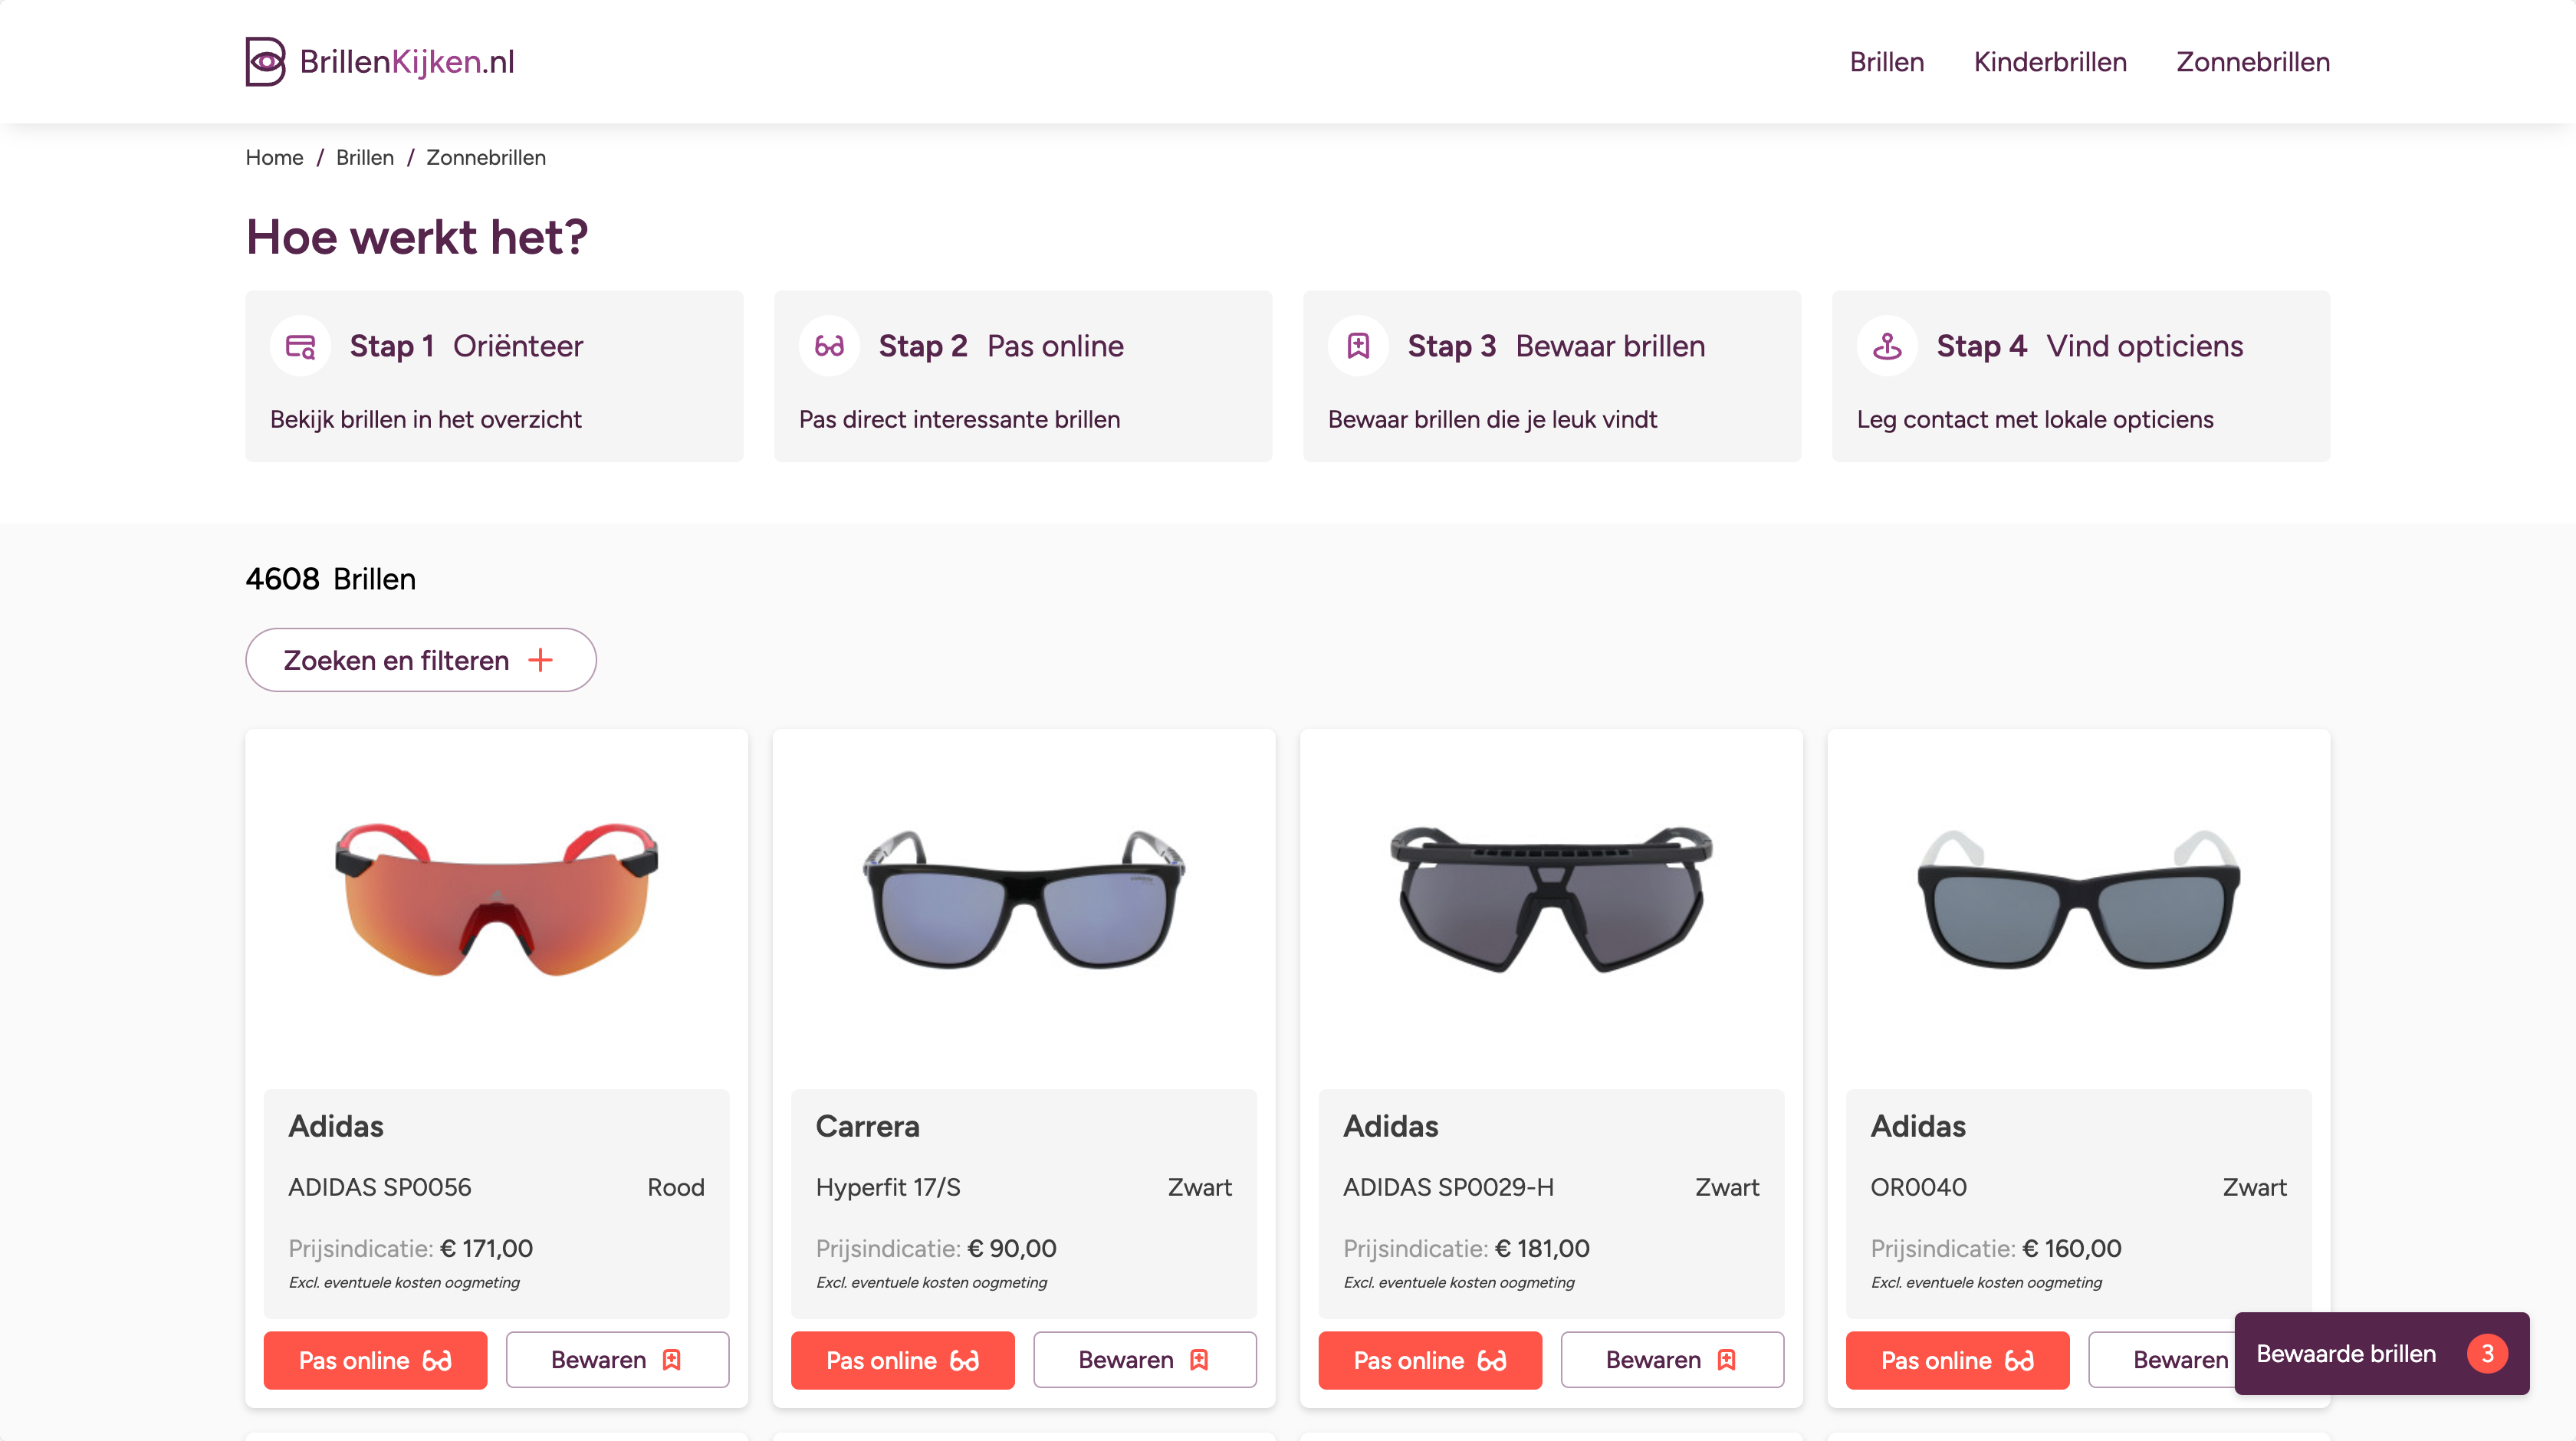 BrillenKijken.nl
Brillen Kinderbrillen Zonnebrillen
Home / Brillen / Zonnebrillen
Hoe werkt het?
Stap 1 Oriënteer
Bekijk brillen in het overzicht
Stap 2 Pas online
Pas direct interessante brillen
Stap 3 Bewaar brillen
Bewaar brillen die je leuk vindt
Stap 4 Vind opticiens
Leg contact met lokale opticiens
4608 Brillen
Zoeken en filteren
Adidas
ADIDAS SP0056 Rood
Prijsindicatie: € 171,00
Excl. eventuele kosten oogmeting
Pas online Bewaren
Carrera
Hyperfit 17/S Zwart
Prijsindicatie: € 90,00
Excl. eventuele kosten oogmeting
Pas online Bewaren
Adidas
ADIDAS SP0029-H Zwart
Prijsindicatie: € 181,00
Excl. eventuele kosten oogmeting
Pas online Bewaren
Adidas
OR0040 Zwart
Prijsindicatie: € 160,00
Excl. eventuele kosten oogmeting
Pas online Bewaren
Bewaarde brillen 3